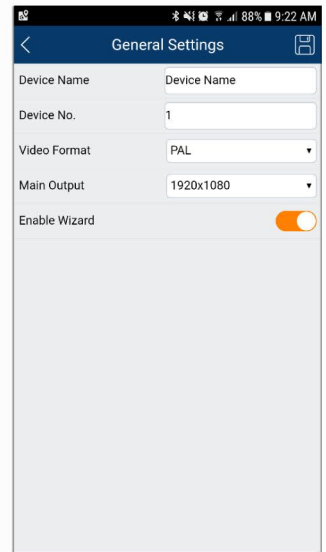 88% 9:22 AM
General Settings
Device Name Device Name
Device No. 1
Video Format PAL
Main Output 1920x1080
Enable Wizard